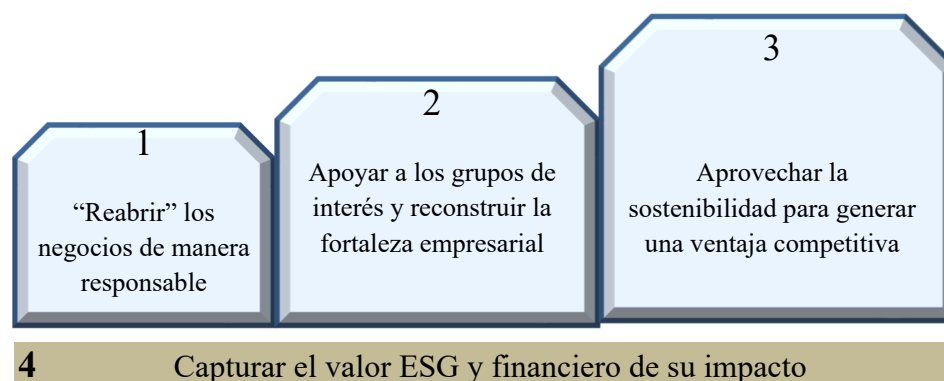 1
“Reabrir” los
negocios de manera
responsable
2
Apoyar a los grupos de
interés y reconstruir la
fortaleza empresarial
3
Aprovechar la
sostenibilidad para generar
una ventaja competitiva
4 Capturar el valor ESG y financiero de su impacto